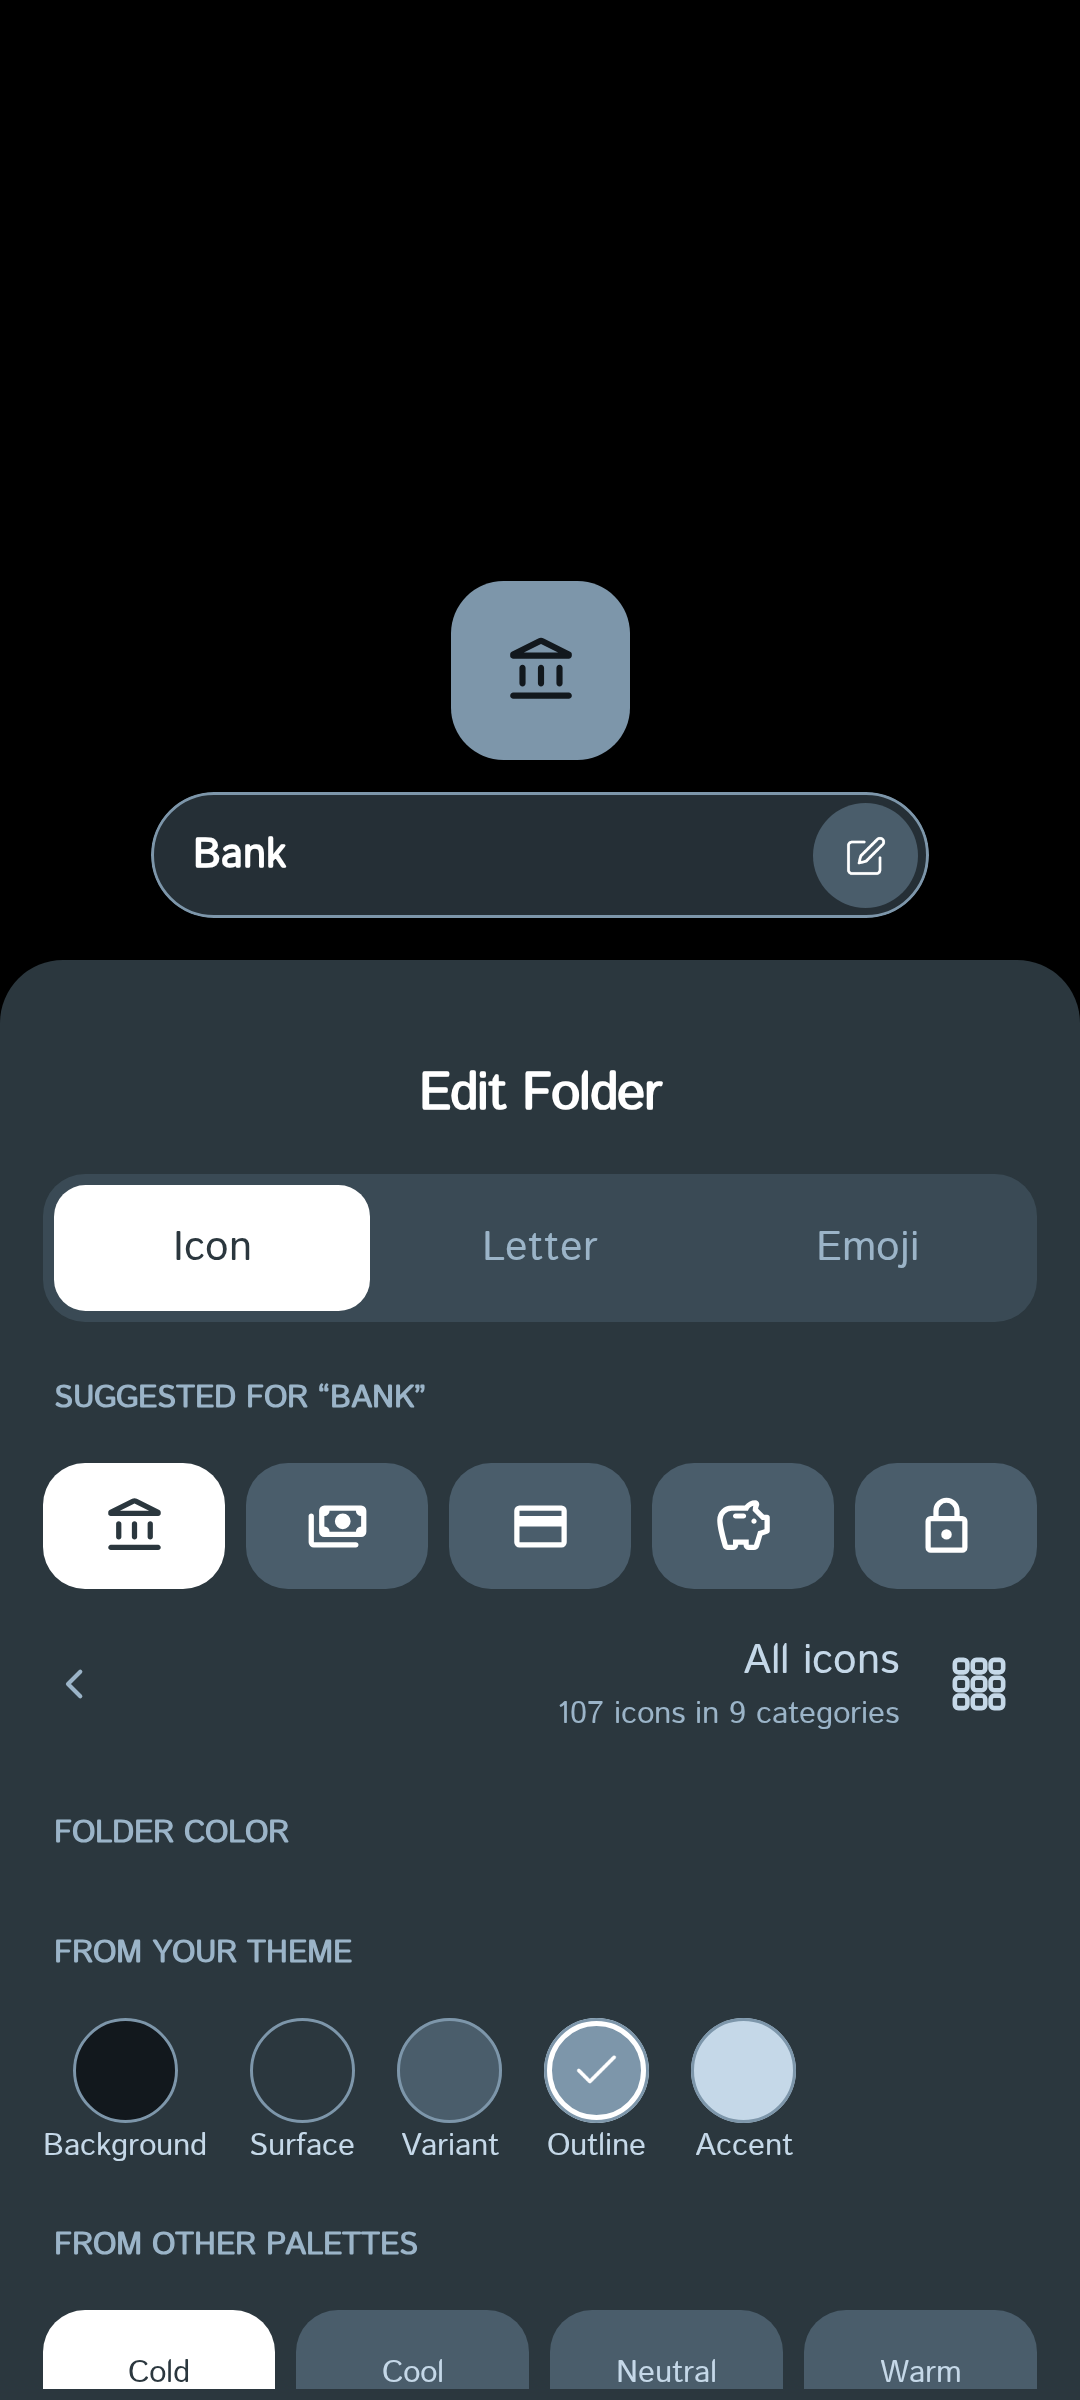 Bank
Edit Folder
Icon Letter Emoji
SUGGESTED FOR “BANK”
All icons
107 icons in 9 categories
FOLDER COLOR
FROM YOUR THEME
Background Surface Variant Outline Accent
FROM OTHER PALETTES
Cold Cool Neutral Warm